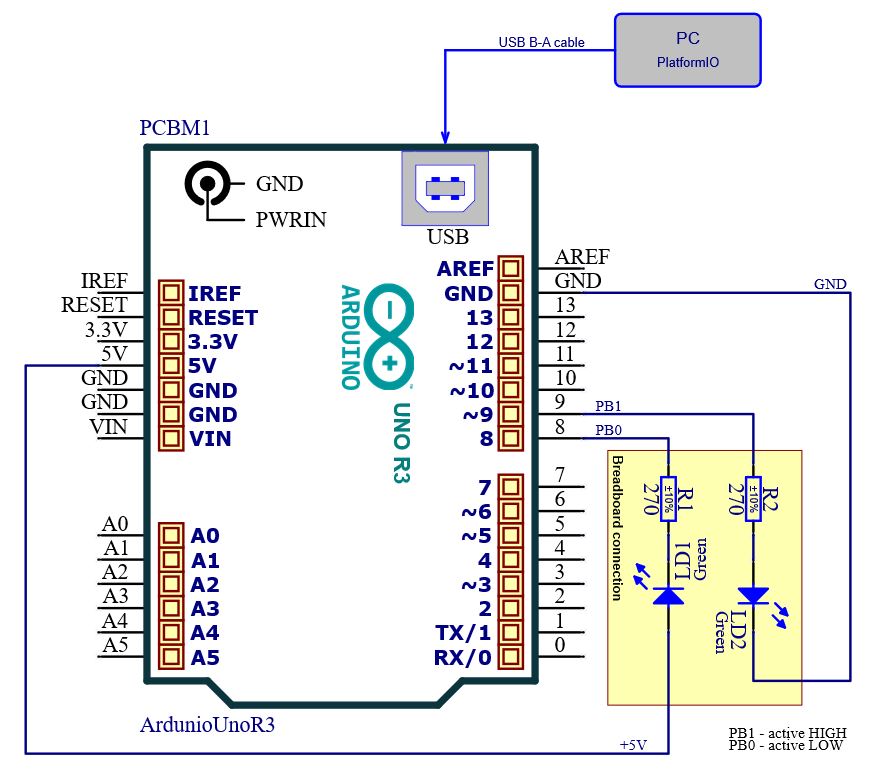 PC
PlatformIO
USB B-A cable
PCBM1
GND
PWRIN
USB
IREF
RESET
3.3V
5V
GND
GND
VIN
IREF
RESET
3.3V
5V
GND
GND
VIN
A0
A1
A2
A3
A4
A5
A0
A1
A2
A3
A4
A5
ARDUINO
UNO R3
AREF
GND
13
12
~11
~10
~9
8
7
~6
~5
4
~3
2
TX/1
RX/0
AREF
GND
13
12
11
10
9
8
7
6
5
4
3
2
1
0
GND
PB1
PB0
Breadboard connection
R1
±10%
270
R2
±10%
270
LD1
Green
LD2
Green
ArdunioUnoR3
+5V
PB1 - active HIGH
PB0 - active LOW